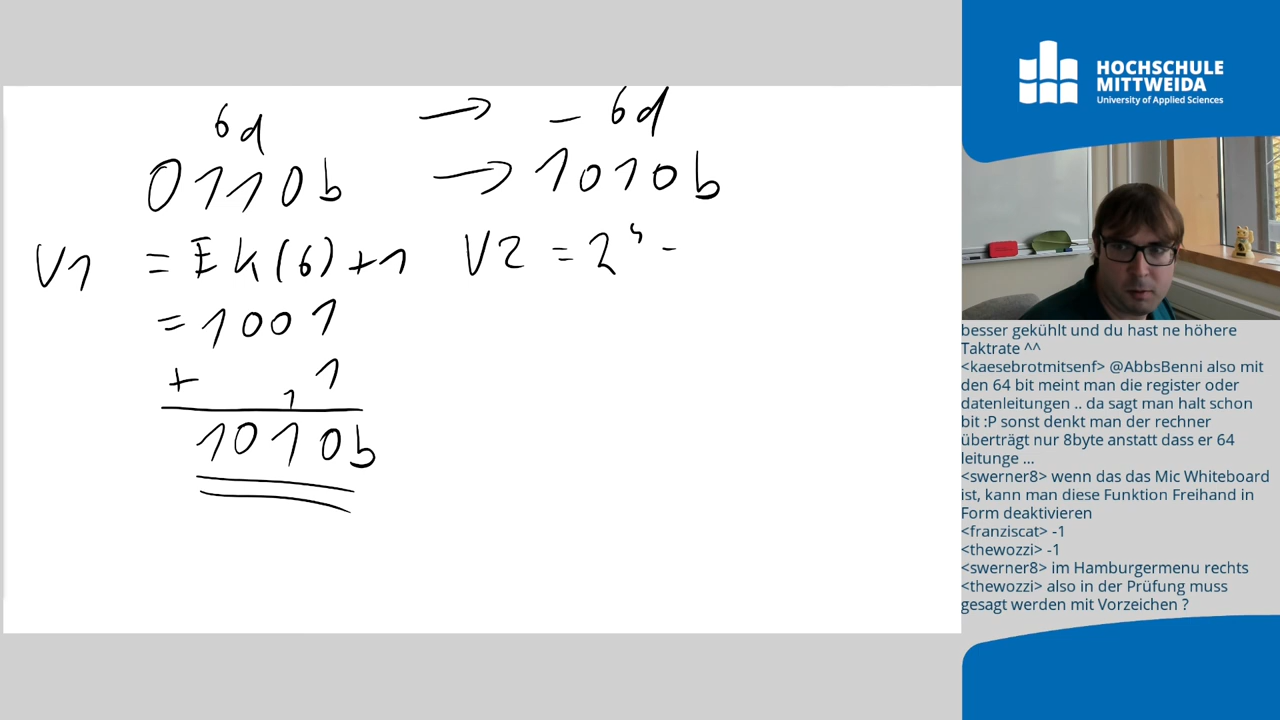 6d → - 6d
0110b → 1010b
V1 = EK(6)+1 V2 = 2⁴ -
= 1001
+ 1 1
1010b
HOCHSCHULE
MITTWEIDA
University of Applied Sciences
besser gekühlt und du hast ne höhere
Taktrate ^^
<kaesebrotmitsenf> @AbbsBenni also mit
den 64 bit meint man die register oder
datenleitungen .. da sagt man halt schon
bit :P sonst denkt man der rechner
überträgt nur 8byte anstatt dass er 64
leitunge ...
<swerner8> wenn das das Mic Whiteboard
ist, kann man diese Funktion Freihand in
Form deaktivieren
<franziscat> -1
<thewozzi> -1
<swerner8> im Hamburgermenu rechts
<thewozzi> also in der Prüfung muss
gesagt werden mit Vorzeichen ?